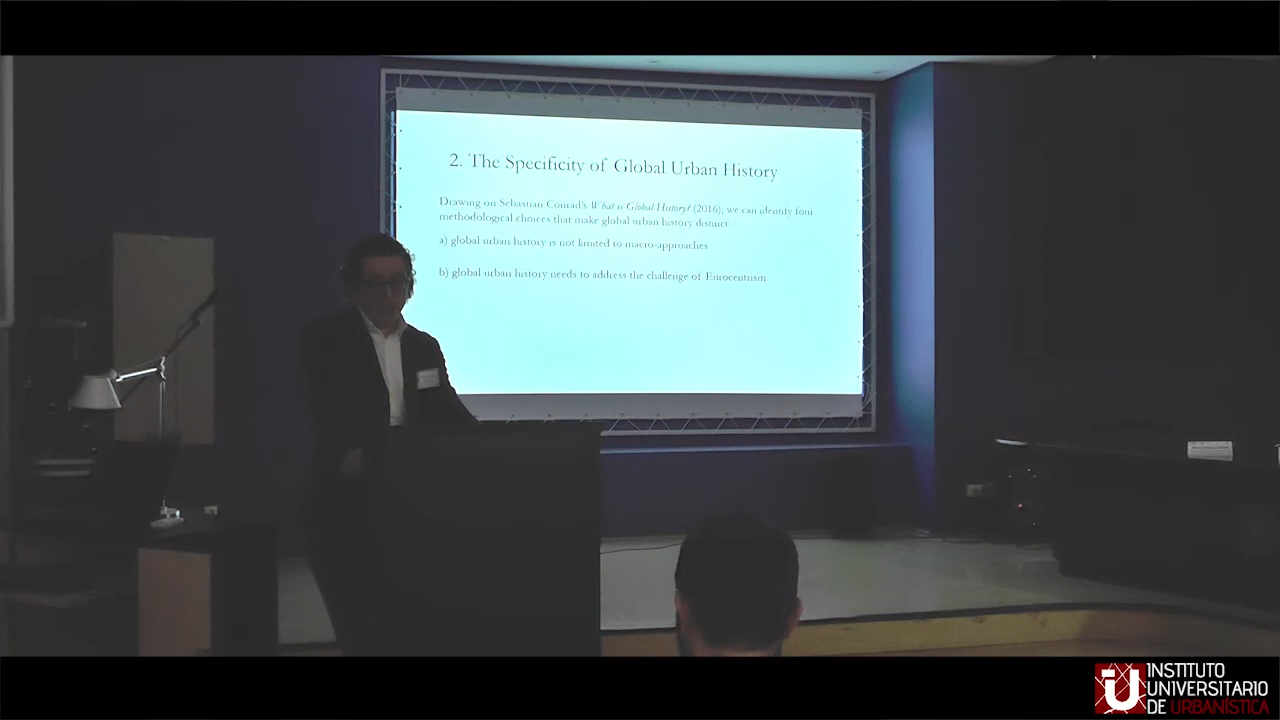 2. The Specificity of Global Urban History
Drawing on Sebastian Conrad's What is Global History? (2016), we can identify four
methodological choices that make global urban history distinct:
a) global urban history is not limited to macro-approaches
b) global urban history needs to address the challenge of Eurocentrism
INSTITUTO
UNIVERSITARIO
DE URBANÍSTICA